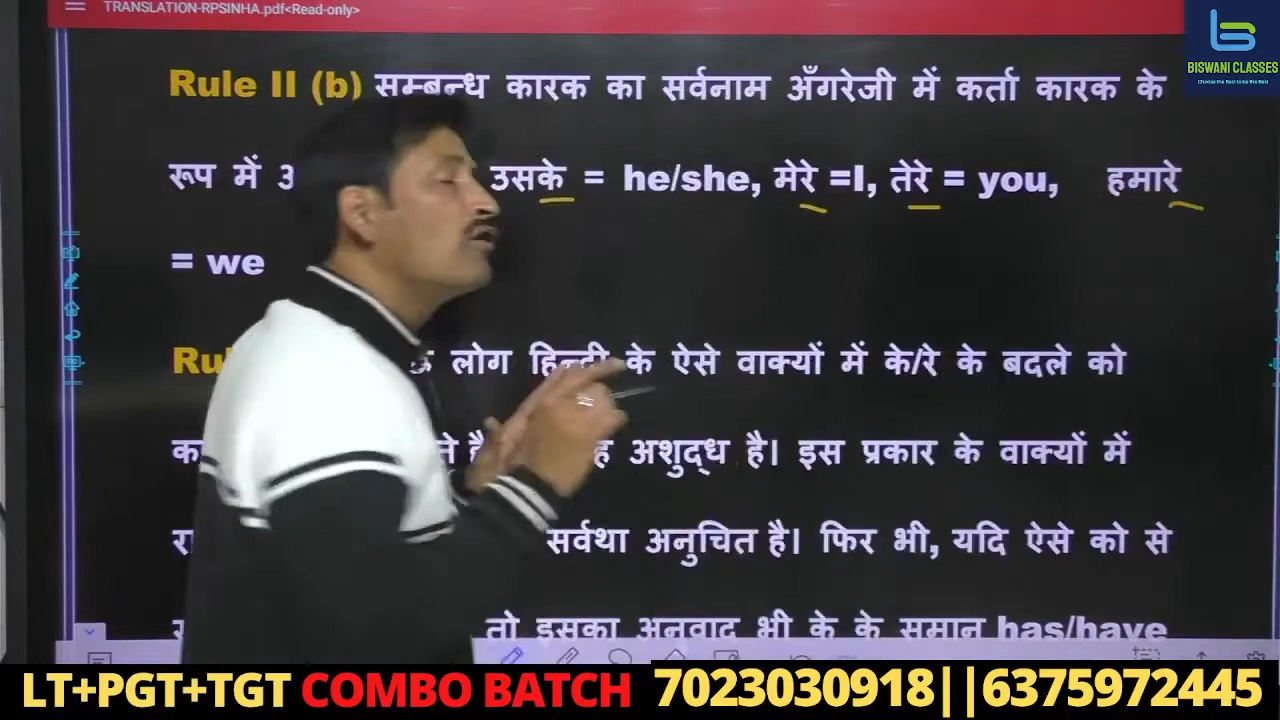 TRANSLATION-RPSINHA.pdf<Read-only>
BISWANI CLASSES
Rule II (b) सम्बन्ध कारक का सर्वनाम अँगरेजी में कर्ता कारक के
रूप में उसके = he/she, मेरे =I, तेरे = you, हमारे
= we
लोग हिन्दी के ऐसे वाक्यों में के/रे के बदले को
अशुद्ध है। इस प्रकार के वाक्यों में
सर्वथा अनुचित है। फिर भी, यदि ऐसे को से
तो इसका अनुवाद भी के के समान has/have
LT+PGT+TGT COMBO BATCH 7023030918||6375972445